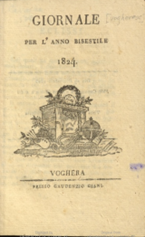 GIORNALE
PER L' ANNO BISESTILE
1824.
VOGHERA